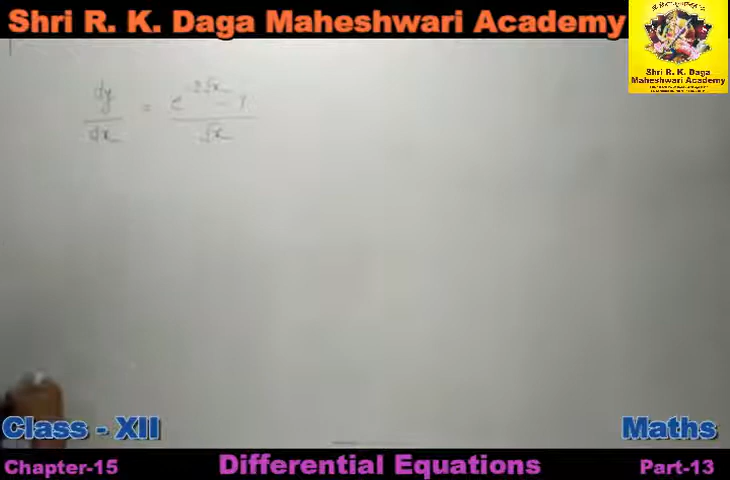 Shri R. K. Daga Maheshwari Academy
Shri R. K. Daga
Maheshwari Academy
dy/dx = (e^{-2√x} - y)/√x
Class - XII
Maths
Chapter-15
Differential Equations
Part-13